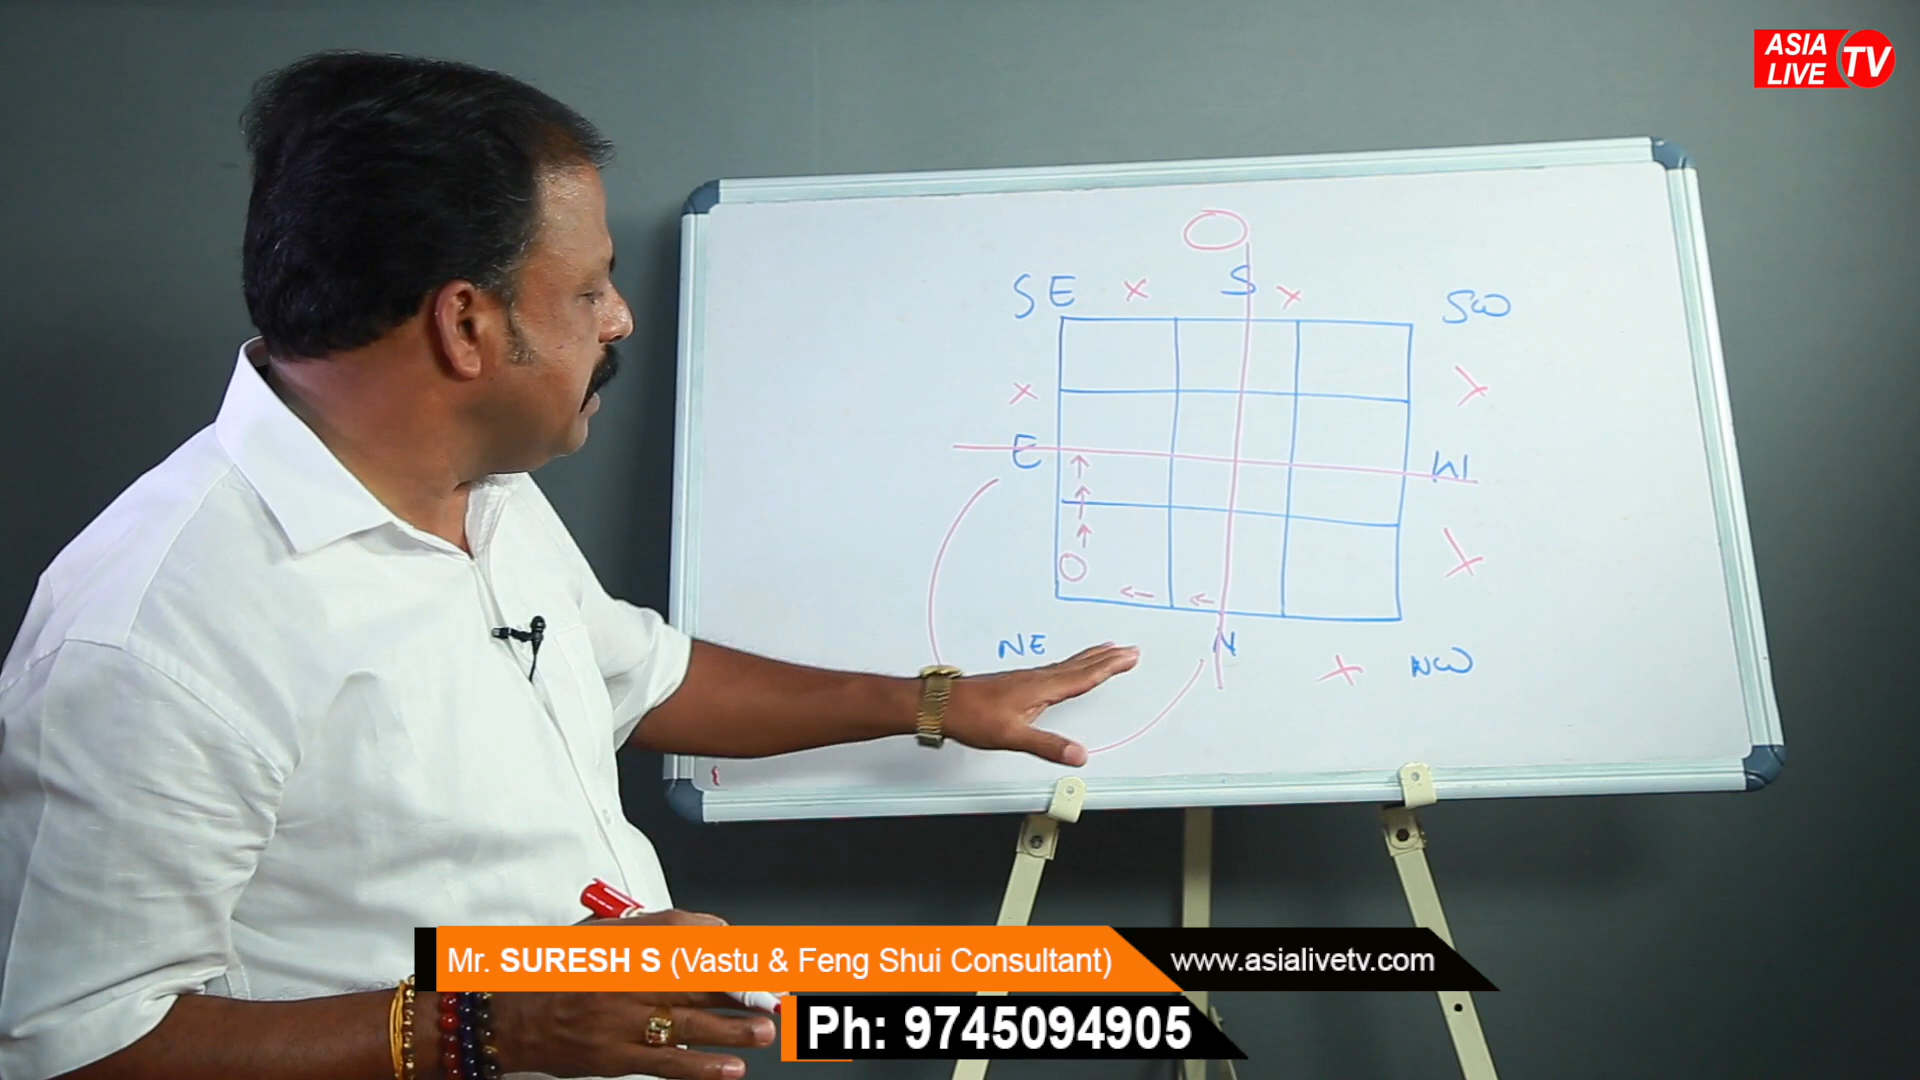 ASIA
LIVE TV
SE x S x SW
x
E W
O
NE N x NW
Mr. SURESH S (Vastu & Feng Shui Consultant) www.asialivetv.com
Ph: 9745094905